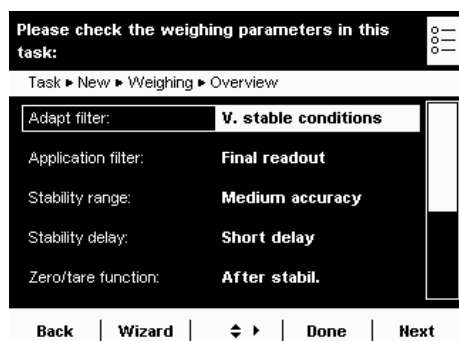 Please check the weighing parameters in this
task:
Task ▸ New ▸ Weighing ▸ Overview
Adapt filter: V. stable conditions
Application filter: Final readout
Stability range: Medium accuracy
Stability delay: Short delay
Zero/tare function: After stabil.
Back Wizard Done Next